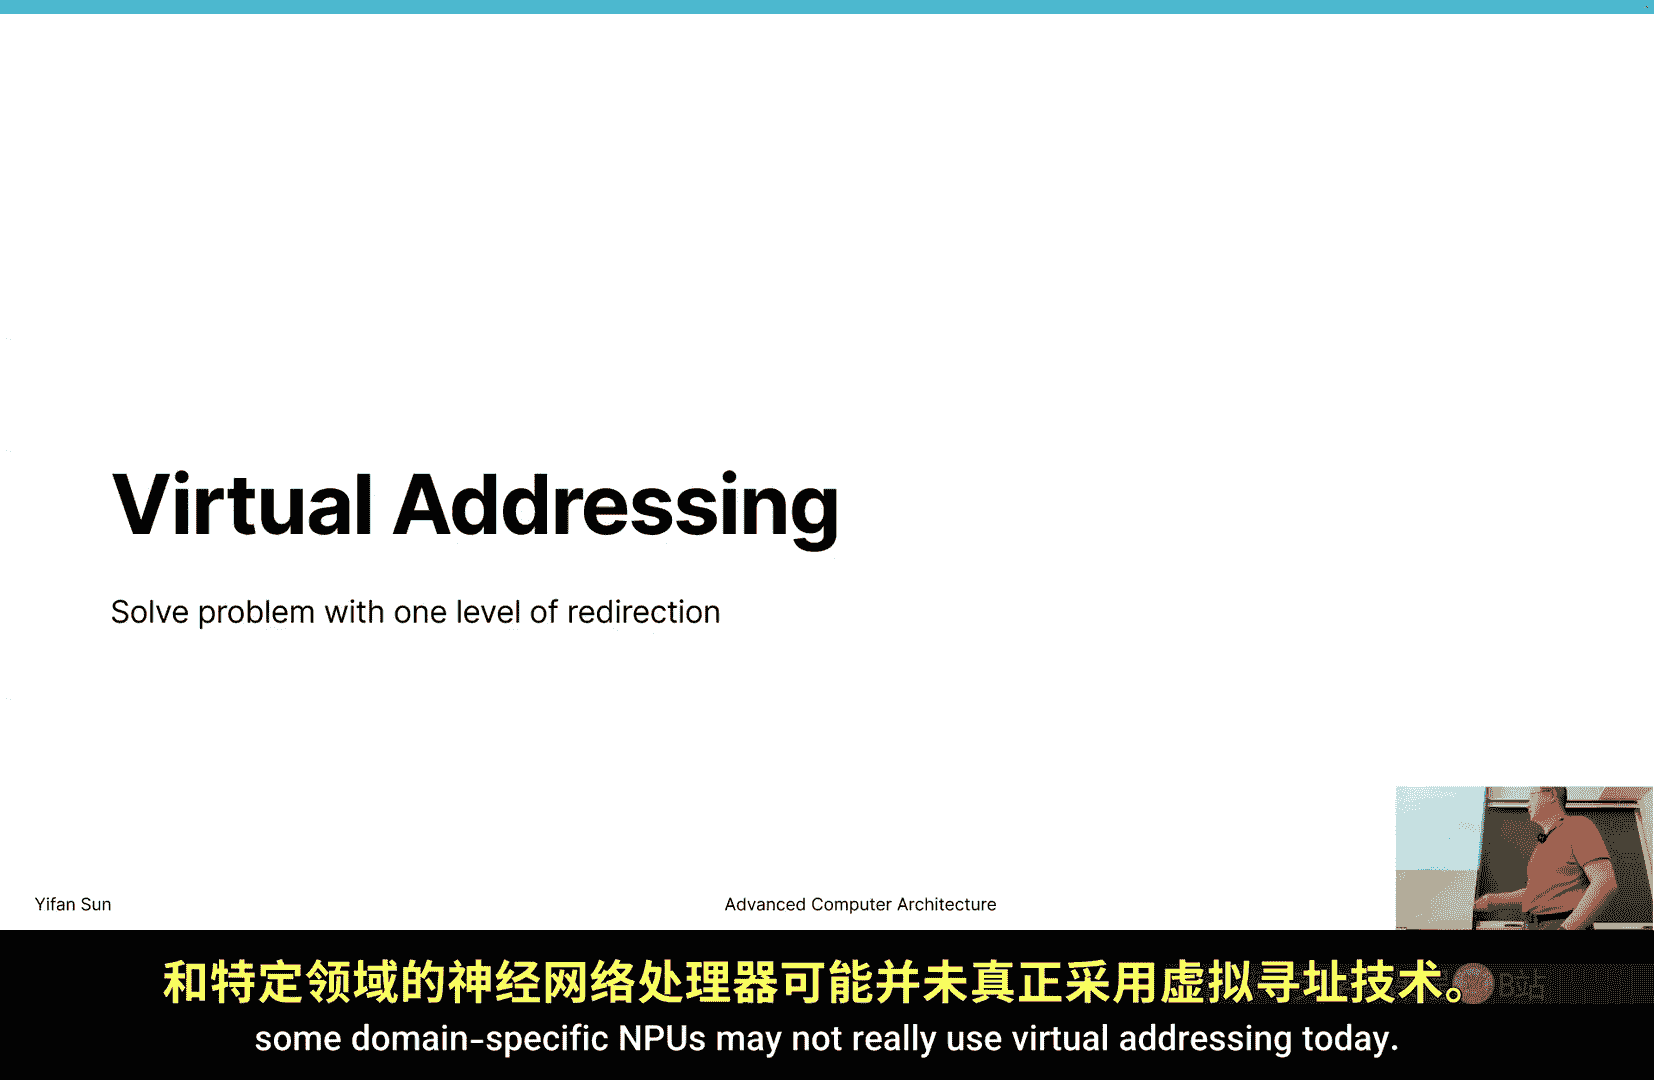 Virtual Addressing
Solve problem with one level of redirection
Yifan Sun
Advanced Computer Architecture
和特定领域的神经网络处理器可能并未真正采用虚拟寻址技术。
B站
some domain-specific NPUs may not really use virtual addressing today.